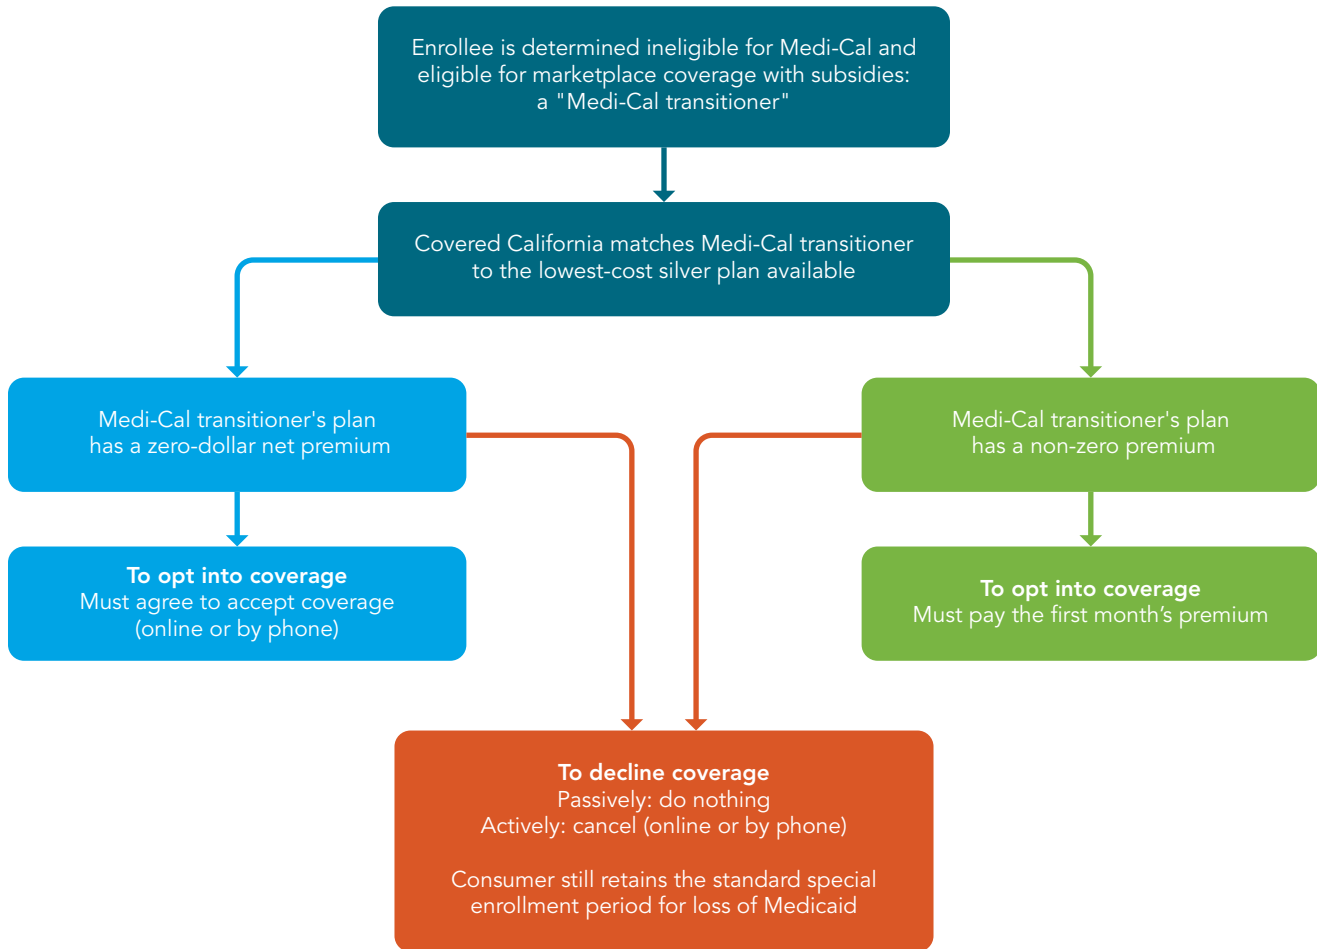 Enrollee is determined ineligible for Medi-Cal and
eligible for marketplace coverage with subsidies:
a "Medi-Cal transitioner"
Covered California matches Medi-Cal transitioner
to the lowest-cost silver plan available
Medi-Cal transitioner's plan
has a zero-dollar net premium
Medi-Cal transitioner's plan
has a non-zero premium
To opt into coverage
Must agree to accept coverage
(online or by phone)
To opt into coverage
Must pay the first month’s premium
To decline coverage
Passively: do nothing
Actively: cancel (online or by phone)
Consumer still retains the standard special
enrollment period for loss of Medicaid